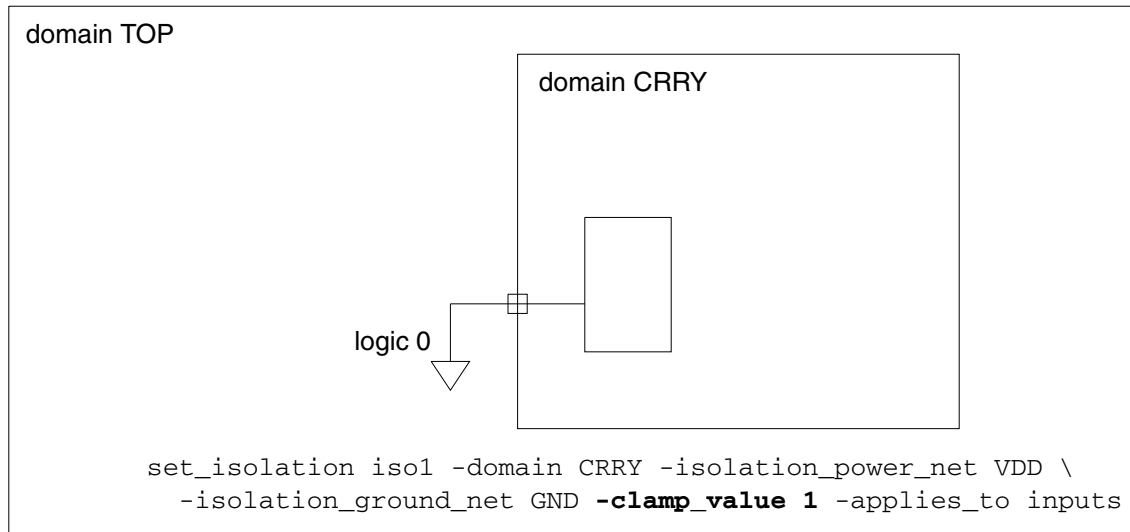 domain TOP
domain CRRY
logic 0
set_isolation iso1 -domain CRRY -isolation_power_net VDD \
-isolation_ground_net GND -clamp_value 1 -applies_to inputs